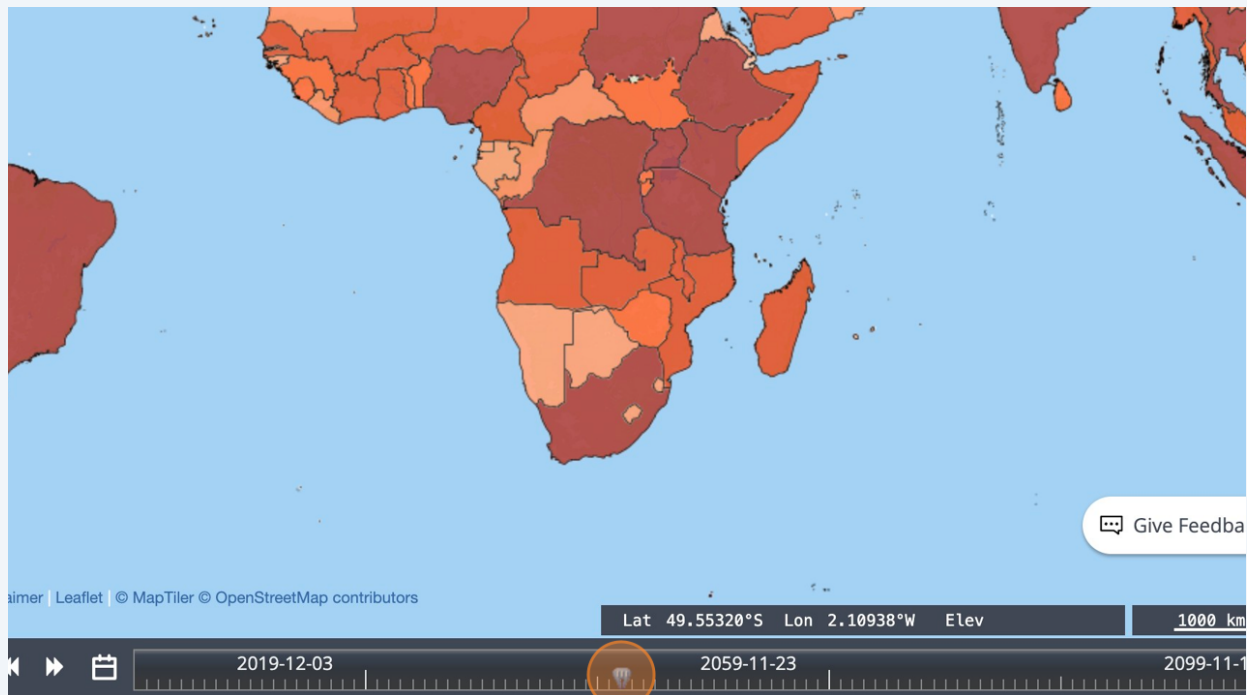 Give Feedba
aimer | Leaflet | © MapTiler © OpenStreetMap contributors
Lat 49.55320°S Lon 2.10938°W Elev
1000 km
2019-12-03
2059-11-23
2099-11-1